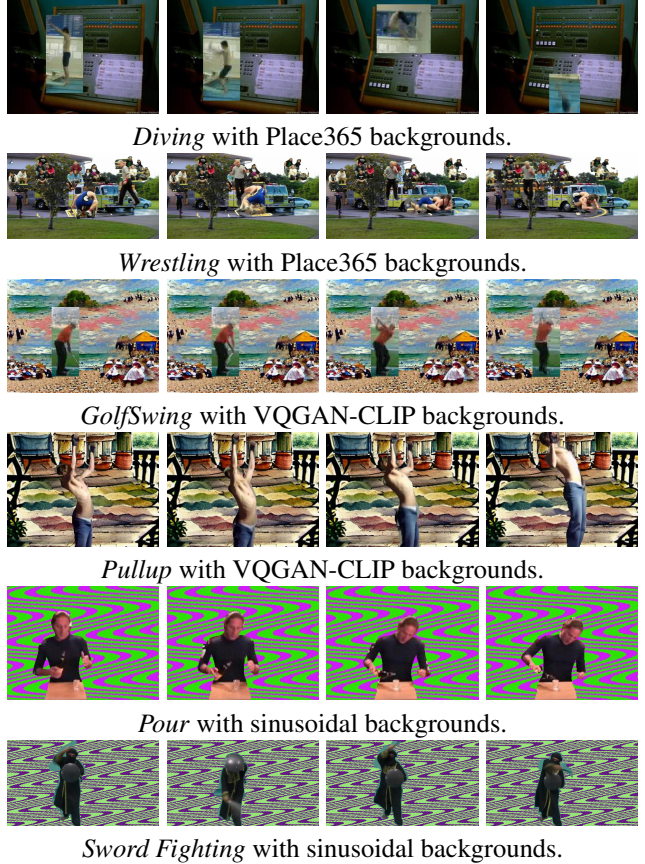 Diving with Place365 backgrounds.
Wrestling with Place365 backgrounds.
GolfSwing with VQGAN-CLIP backgrounds.
Pullup with VQGAN-CLIP backgrounds.
Pour with sinusoidal backgrounds.
Sword Fighting with sinusoidal backgrounds.